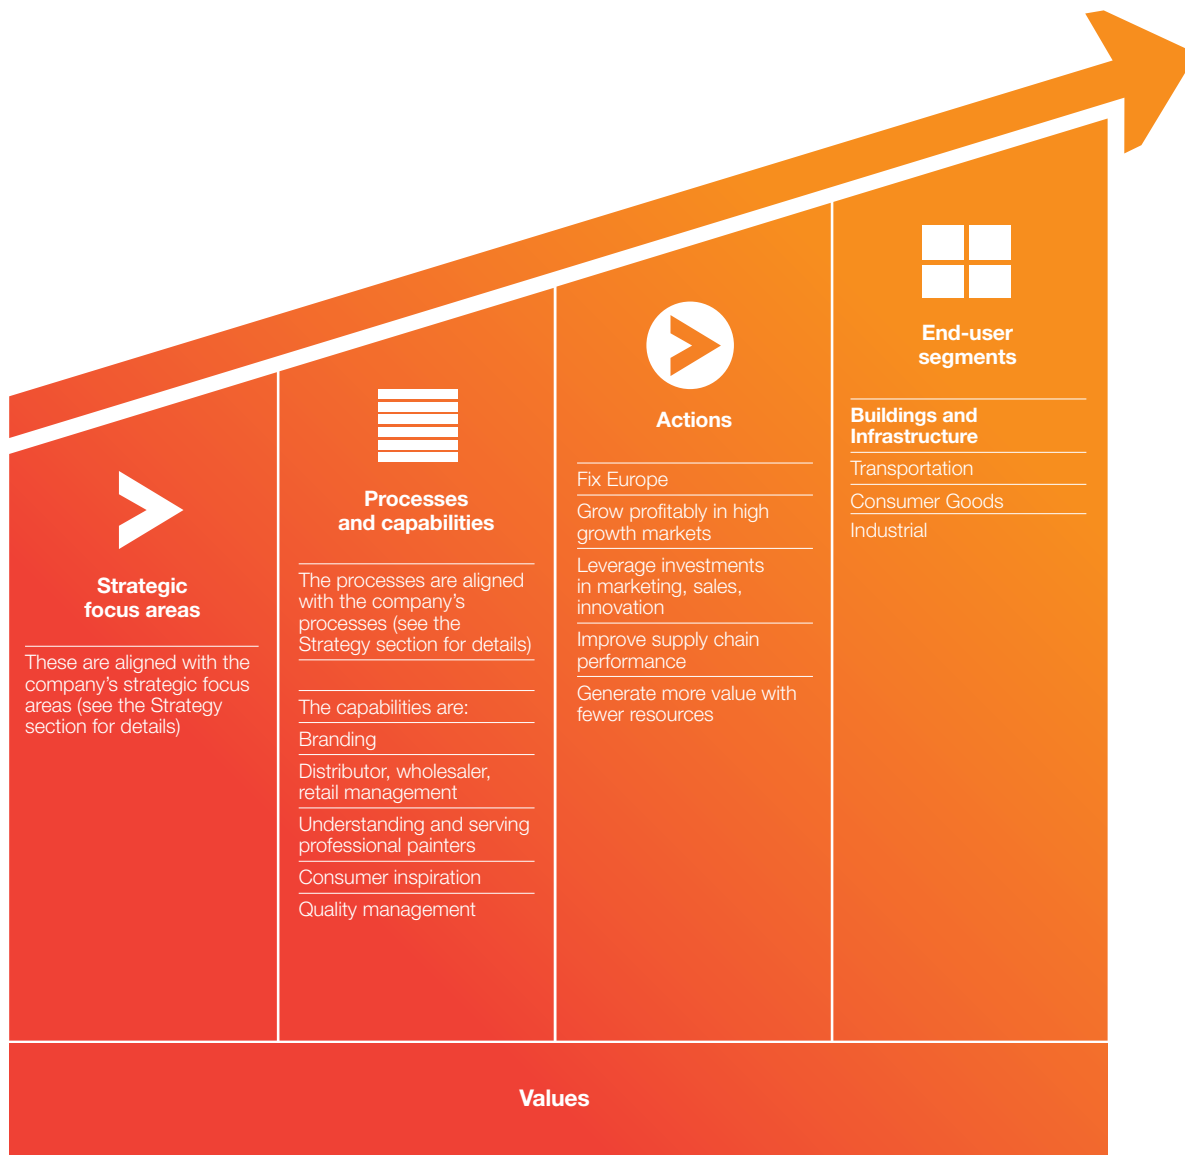 Strategic
focus areas
These are aligned with the
company's strategic focus
areas (see the Strategy
section for details)
Processes
and capabilities
The processes are aligned
with the company's
processes (see the
Strategy section for details)
The capabilities are:
Branding
Distributor, wholesaler,
retail management
Understanding and serving
professional painters
Consumer inspiration
Quality management
Actions
Fix Europe
Grow profitably in high
growth markets
Leverage investments
in marketing, sales,
innovation
Improve supply chain
performance
Generate more value with
fewer resources
End-user
segments
Buildings and
Infrastructure
Transportation
Consumer Goods
Industrial
Values